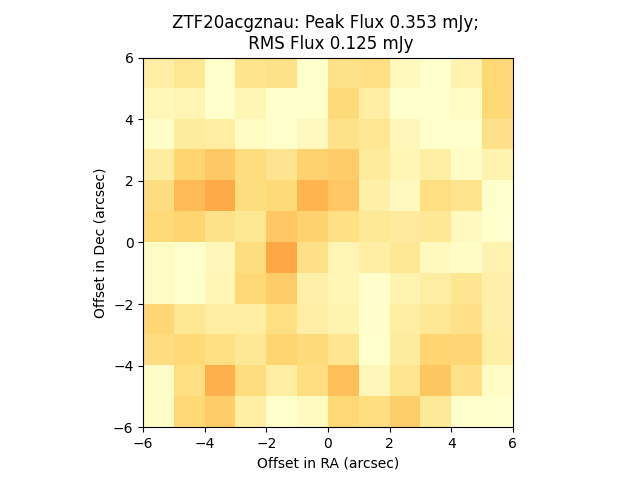 ZTF20acgznau: Peak Flux 0.353 mJy;
RMS Flux 0.125 mJy
6
4
2
0
−2
−4
−6
Offset in Dec (arcsec)
−6 −4 −2 0 2 4 6
Offset in RA (arcsec)